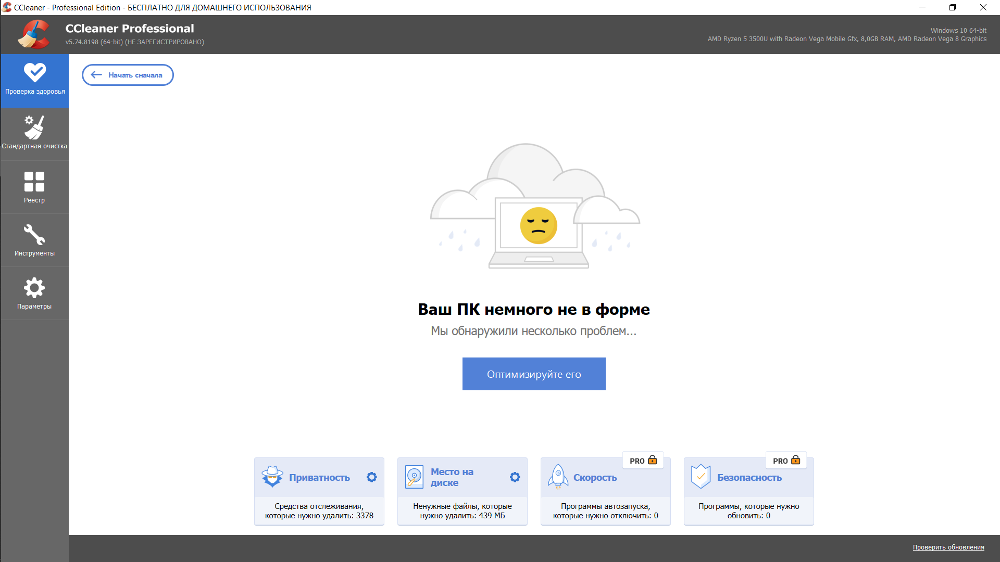 CCleaner - Professional Edition - БЕСПЛАТНО ДЛЯ ДОМАШНЕГО ИСПОЛЬЗОВАНИЯ
CCleaner Professional
v5.74.8198 (64-bit) (НЕ ЗАРЕГИСТРИРОВАНО)
Windows 10 64-bit
AMD Ryzen 5 3500U with Radeon Vega Mobile Gfx, 8,0GB RAM, AMD Radeon Vega 8 Graphics
Проверка здоровья
Стандартная очистка
Реестр
Инструменты
Параметры
Начать сначала
Ваш ПК немного не в форме
Мы обнаружили несколько проблем...
Оптимизируйте его
Приватность
Средства отслеживания,
которые нужно удалить: 3378
Место на
диске
Ненужные файлы, которые
нужно удалить: 439 МБ
PRO
Скорость
Программы автозапуска,
которые нужно отключить: 0
PRO
Безопасность
Программы, которые нужно
обновить: 0
Проверить обновления